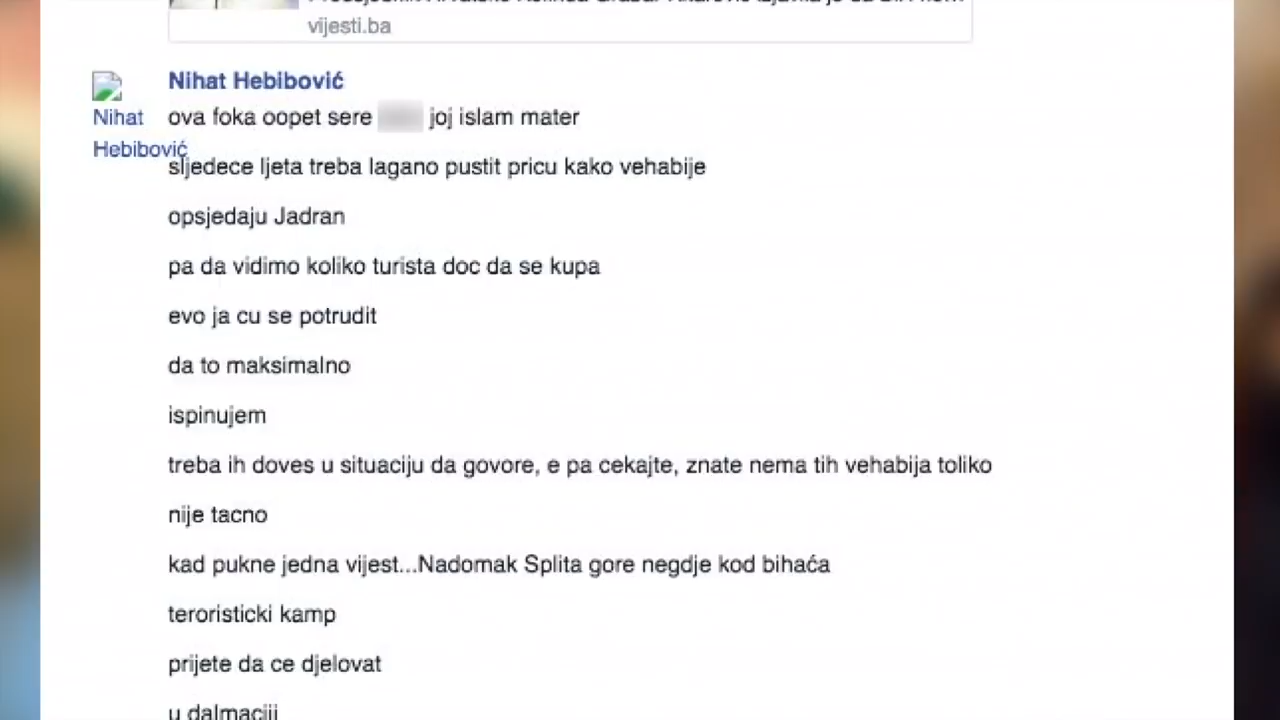 vijesti.ba
Nihat Hebibović
Nihat
Hebibović
ova foka oopet sere joj islam mater
sljedece ljeta treba lagano pustit pricu kako vehabije
opsjedaju Jadran
pa da vidimo koliko turista doc da se kupa
evo ja cu se potrudit
da to maksimalno
ispinujem
treba ih doves u situaciju da govore, e pa cekajte, znate nema tih vehabija toliko
nije tacno
kad pukne jedna vijest...Nadomak Splita gore negdje kod bihaća
teroristicki kamp
prijete da ce djelovat
u dalmaciji